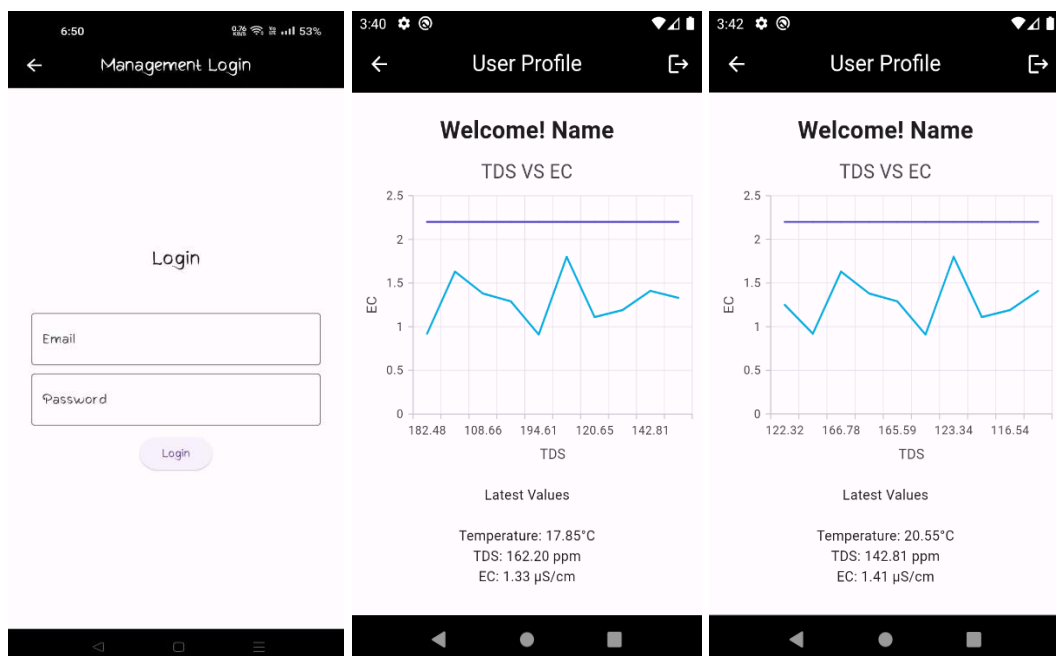 6:50
0.76 KB/S 53%
Management Login
Login
Email
Password
Login
3:40
User Profile
Welcome! Name
TDS VS EC
2.5
2
1.5
1
0.5
0
EC
182.48 108.66 194.61 120.65 142.81
TDS
Latest Values
Temperature: 17.85°C
TDS: 162.20 ppm
EC: 1.33 µS/cm
3:42
User Profile
Welcome! Name
TDS VS EC
2.5
2
1.5
1
0.5
0
EC
122.32 166.78 165.59 123.34 116.54
TDS
Latest Values
Temperature: 20.55°C
TDS: 142.81 ppm
EC: 1.41 µS/cm